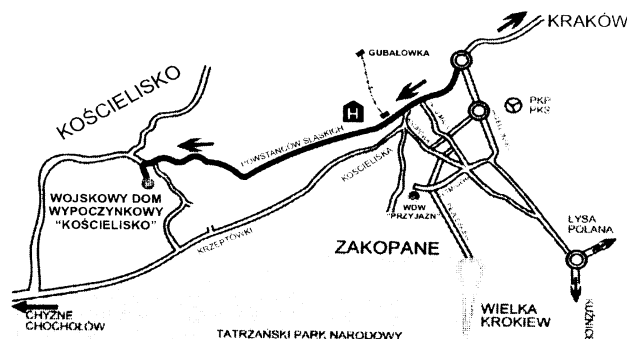 KRAKÓW
GUBAŁOWKA
KOŚCIELISKO
H
PKP
PKS
POWSTAŃCÓW ŚLĄSKICH
KOŚCIELISKA
WOJSKOWY DOM
WYPOCZYNKOWY
"KOŚCIELISKO"
WDW
"PRZYJAŹŃ"
KRZEPTÓWKI
ZAKOPANE
ŁYSA
POLANA
KUŹNICE
WIELKA
KROKIEW
CHYŻNE
CHOCHOŁÓW
TATRZAŃSKI PARK NARODOWY